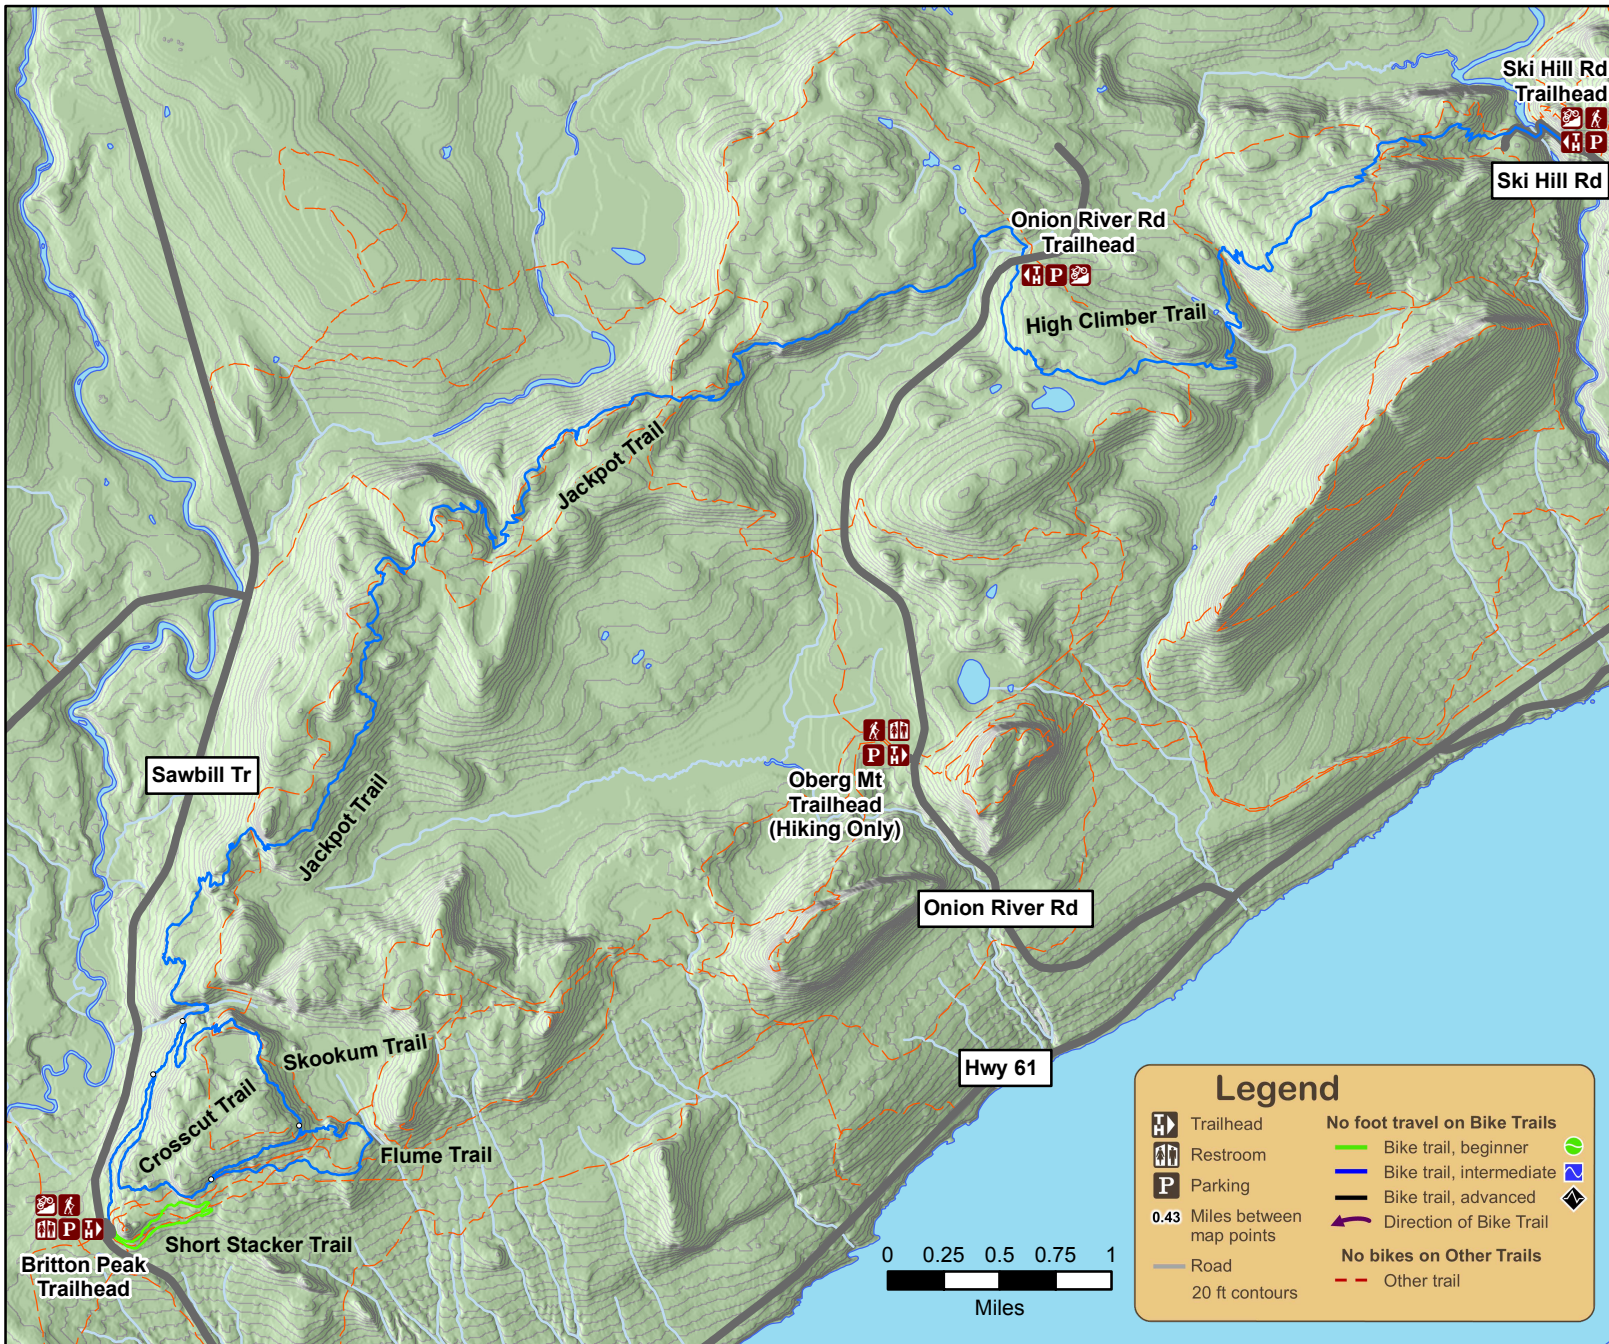 Ski Hill Rd
Trailhead
T
H
P
Ski Hill Rd
Onion River Rd
Trailhead
T
H
P
High Climber Trail
Jackpot Trail
Sawbill Tr
P
T
H
Oberg Mt
Trailhead
(Hiking Only)
Jackpot Trail
Onion River Rd
Skookum Trail
Hwy 61
Crosscut Trail
Flume Trail
P
T
H
Short Stacker Trail
Britton Peak
Trailhead
0 0.25 0.5 0.75 1
Miles
Legend
T
H
Trailhead
Restroom
P
Parking
0.43
Miles between
map points
Road
20 ft contours
No foot travel on Bike Trails
Bike trail, beginner
Bike trail, intermediate
Bike trail, advanced
Direction of Bike Trail
No bikes on Other Trails
Other trail